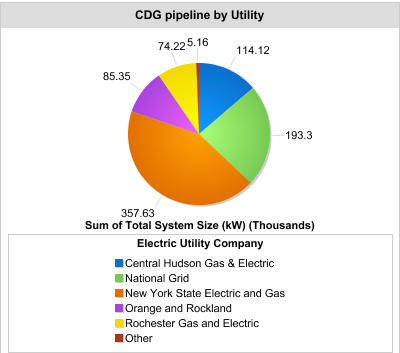 CDG pipeline by Utility
74.22 5.16
114.12
85.35
193.3
357.63
Sum of Total System Size (kW) (Thousands)
Electric Utility Company
Central Hudson Gas & Electric
National Grid
New York State Electric and Gas
Orange and Rockland
Rochester Gas and Electric
Other